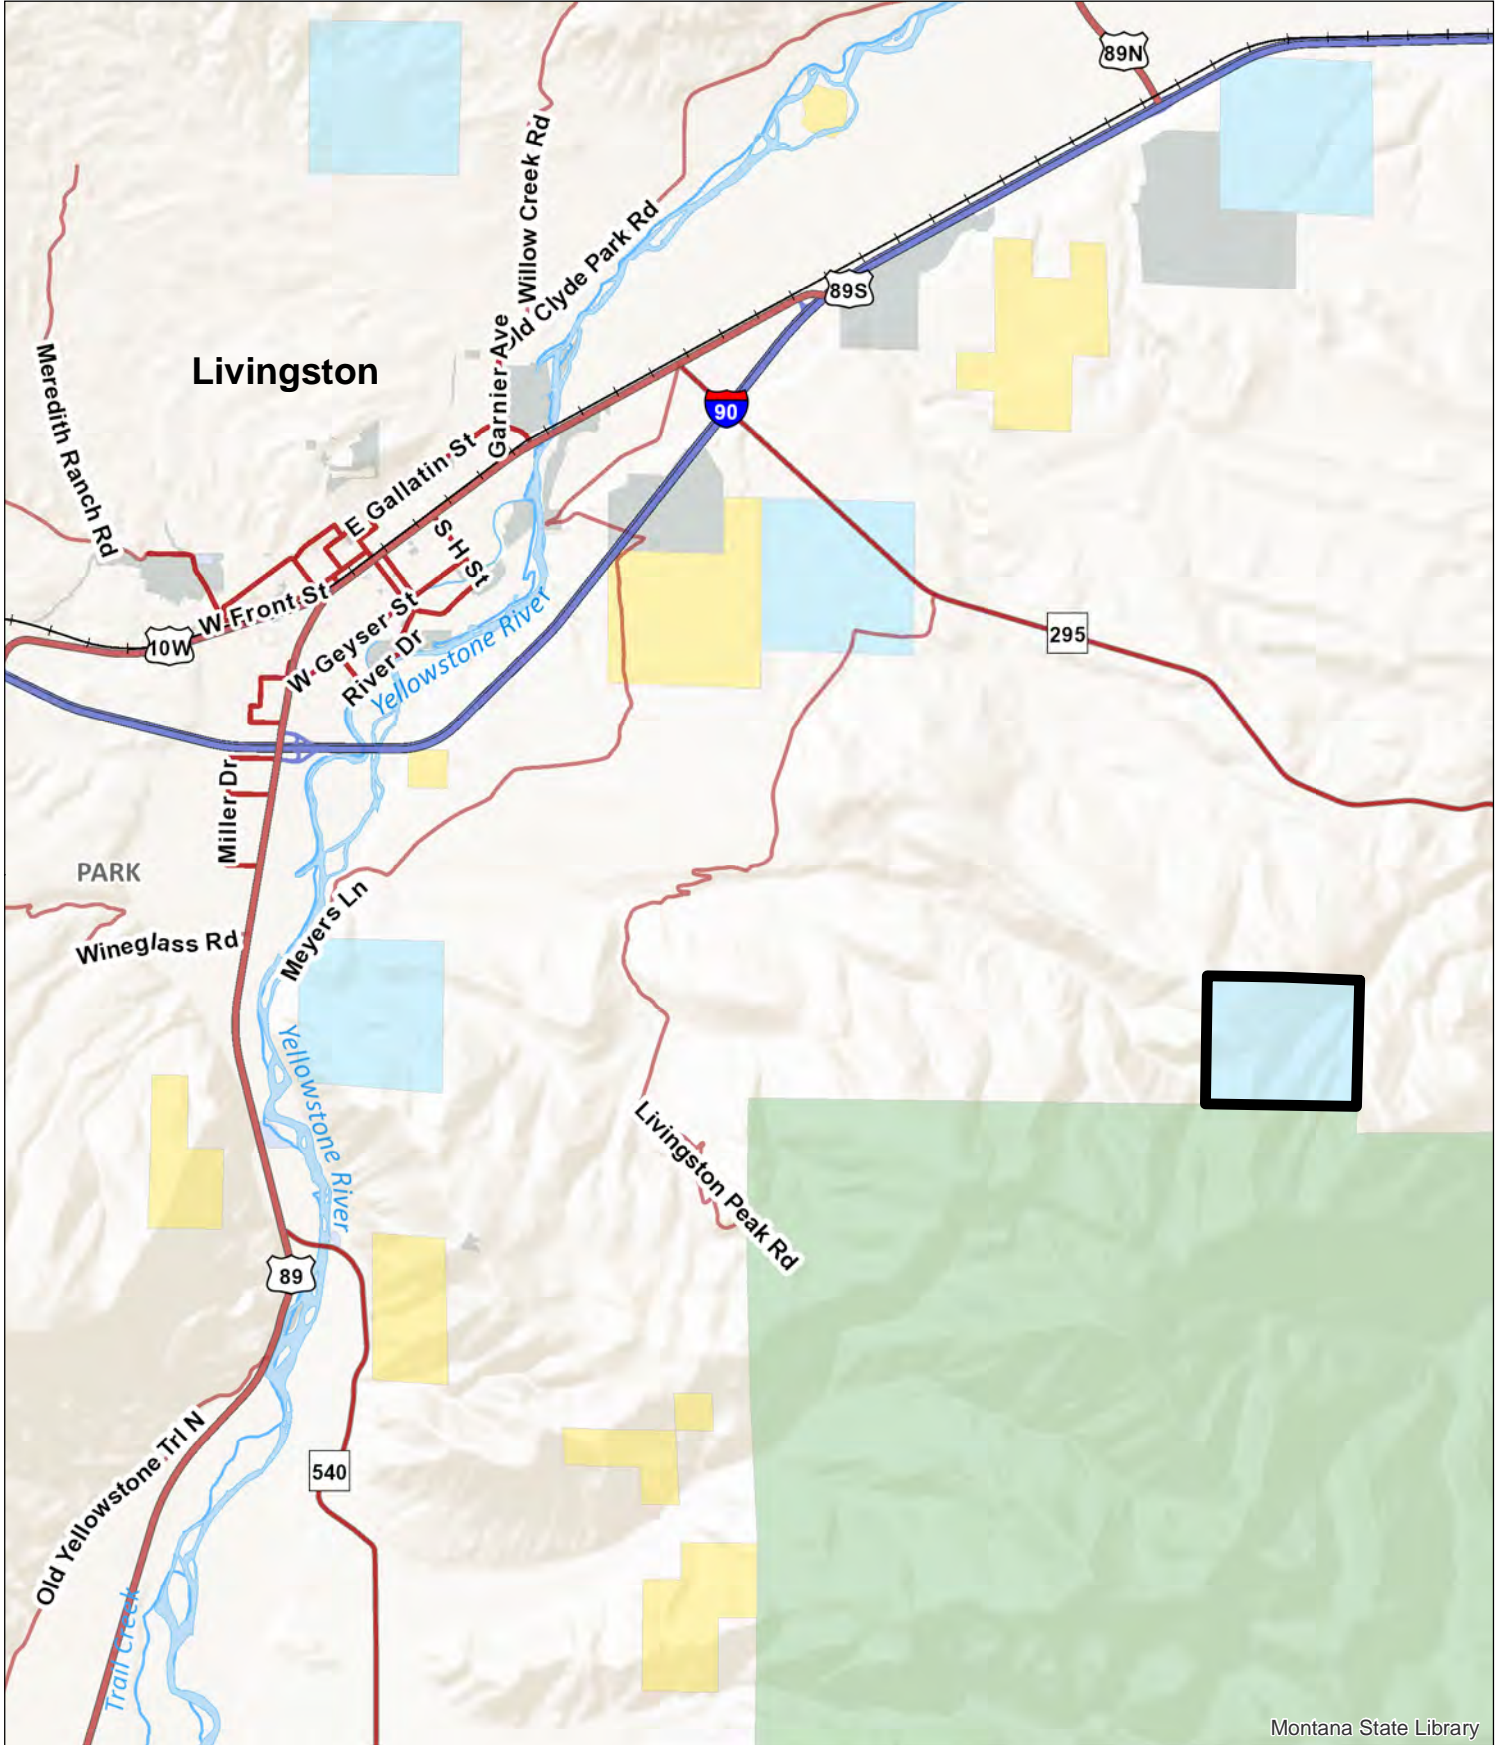 89N
Willow Creek Rd
Old Clyde Park Rd
89S
Garnier Ave
Livingston
Meredith Ranch Rd
90
E Gallatin St
S H St
W Front St
10W
W Geyser St
River Dr
Yellowstone River
295
Miller Dr
PARK
Meyers Ln
Wineglass Rd
Yellowstone River
Livingston Peak Rd
89
Old Yellowstone Trl N
540
Trail Creek
Montana State Library